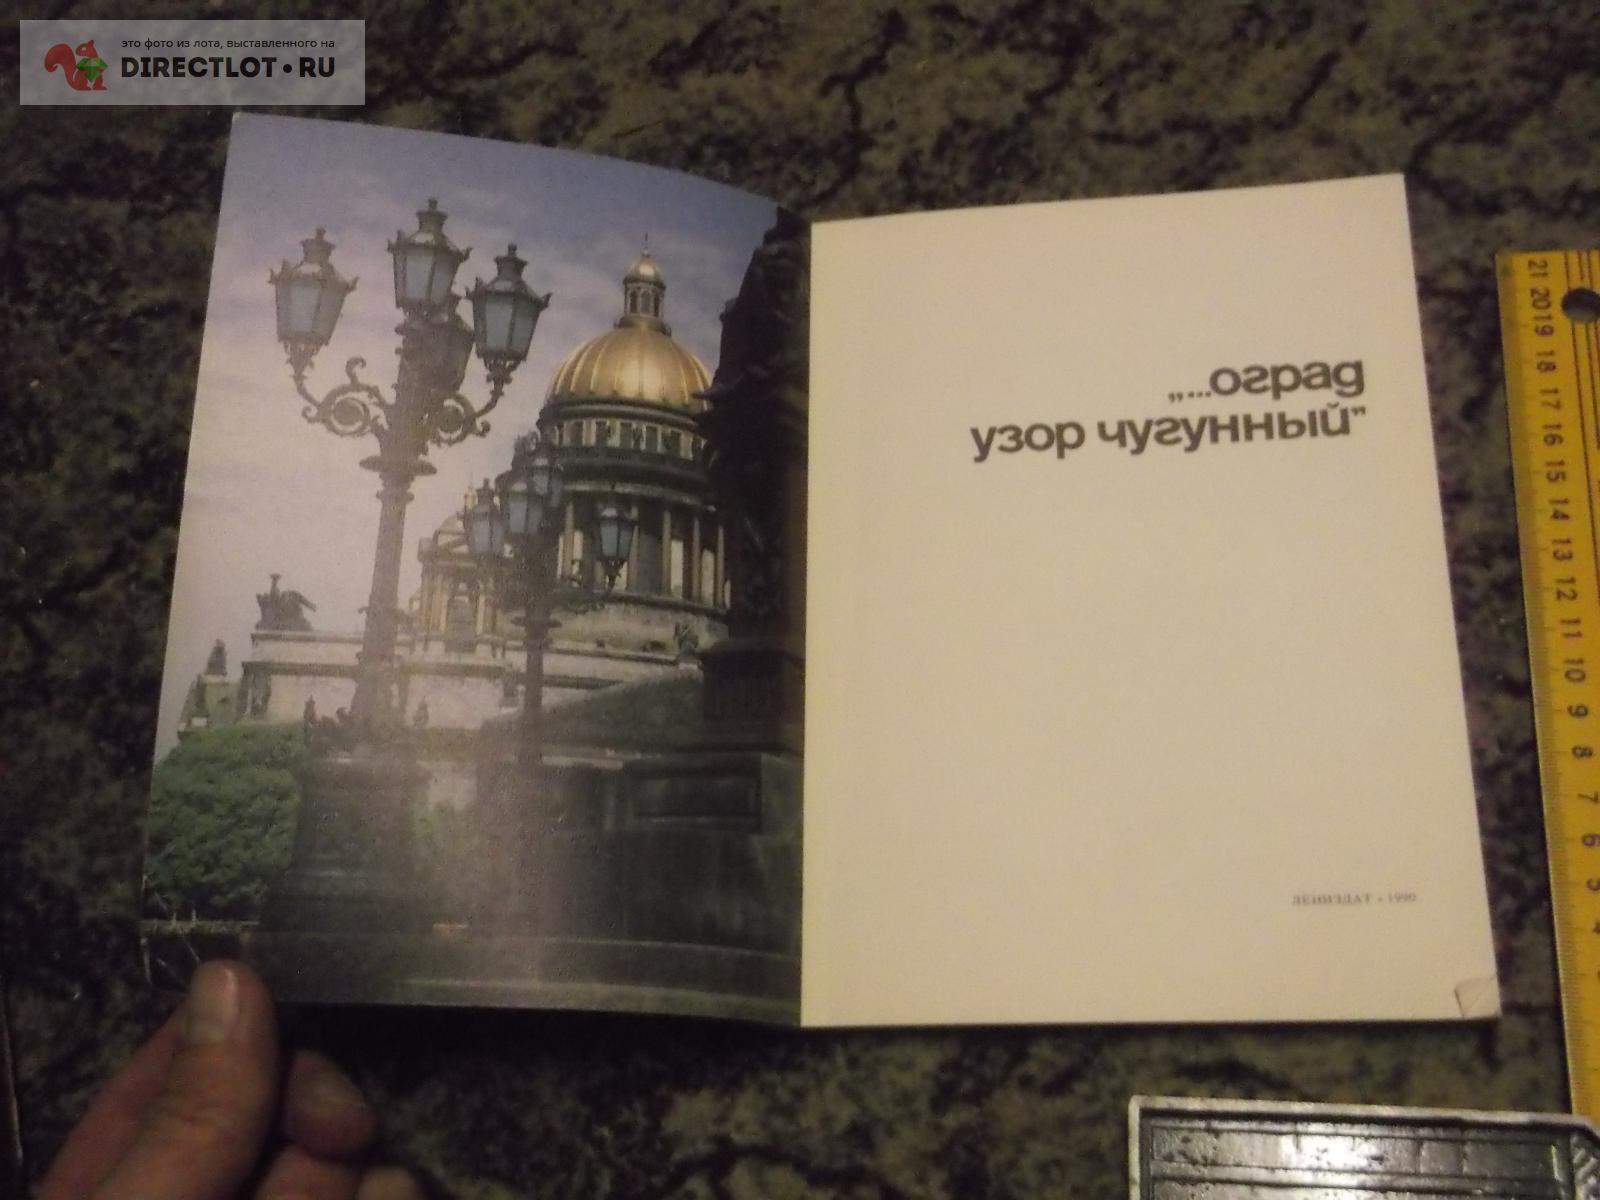 это фото из лота, выставленного на
DIRECTLOT•RU
„...оград
узор чугунный”
ЛЕНИЗДАТ • 1990
21 20 19 18 17 16 15 14 13 12 11 10 9 8 7 6 5 4